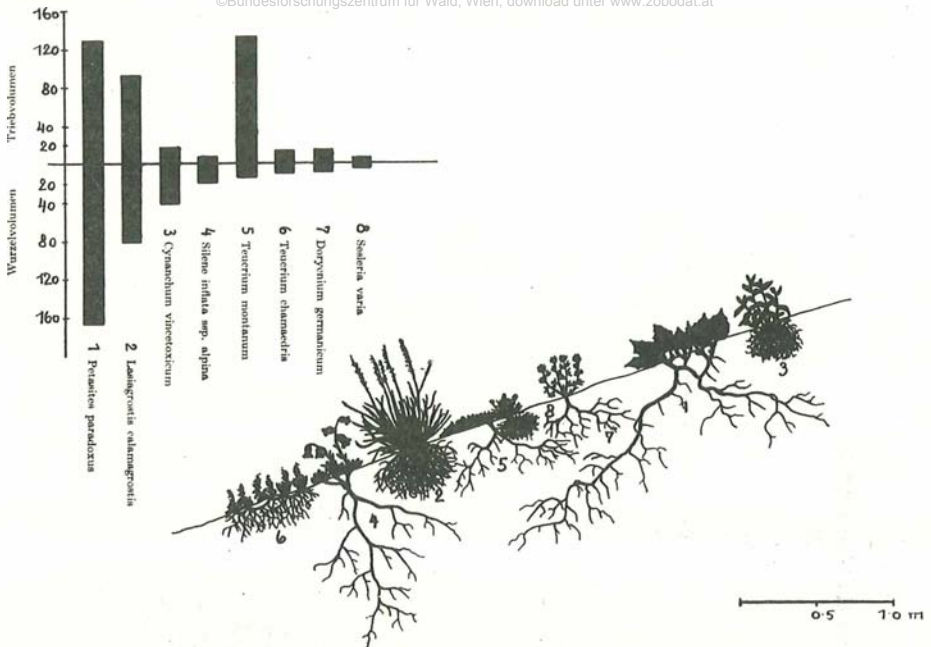 ©Bundesforschungszentrum für Wald, Wien, download unter www.zobodat.at
Triebvolumen
160
120
80
40
20
Wurzelvolumen
20
40
80
120
160
1 Petasites paradoxus
2 Lasiagrostis calamagrostis
3 Cynanchum vincetoxicum
4 Silene inflata ssp. alpina
5 Teucrium montanum
6 Teucrium chamaedris
7 Dorycnium germanicum
8 Sesleria varia
3
1
8
7
5
2
4
6
0·5 1·0 m